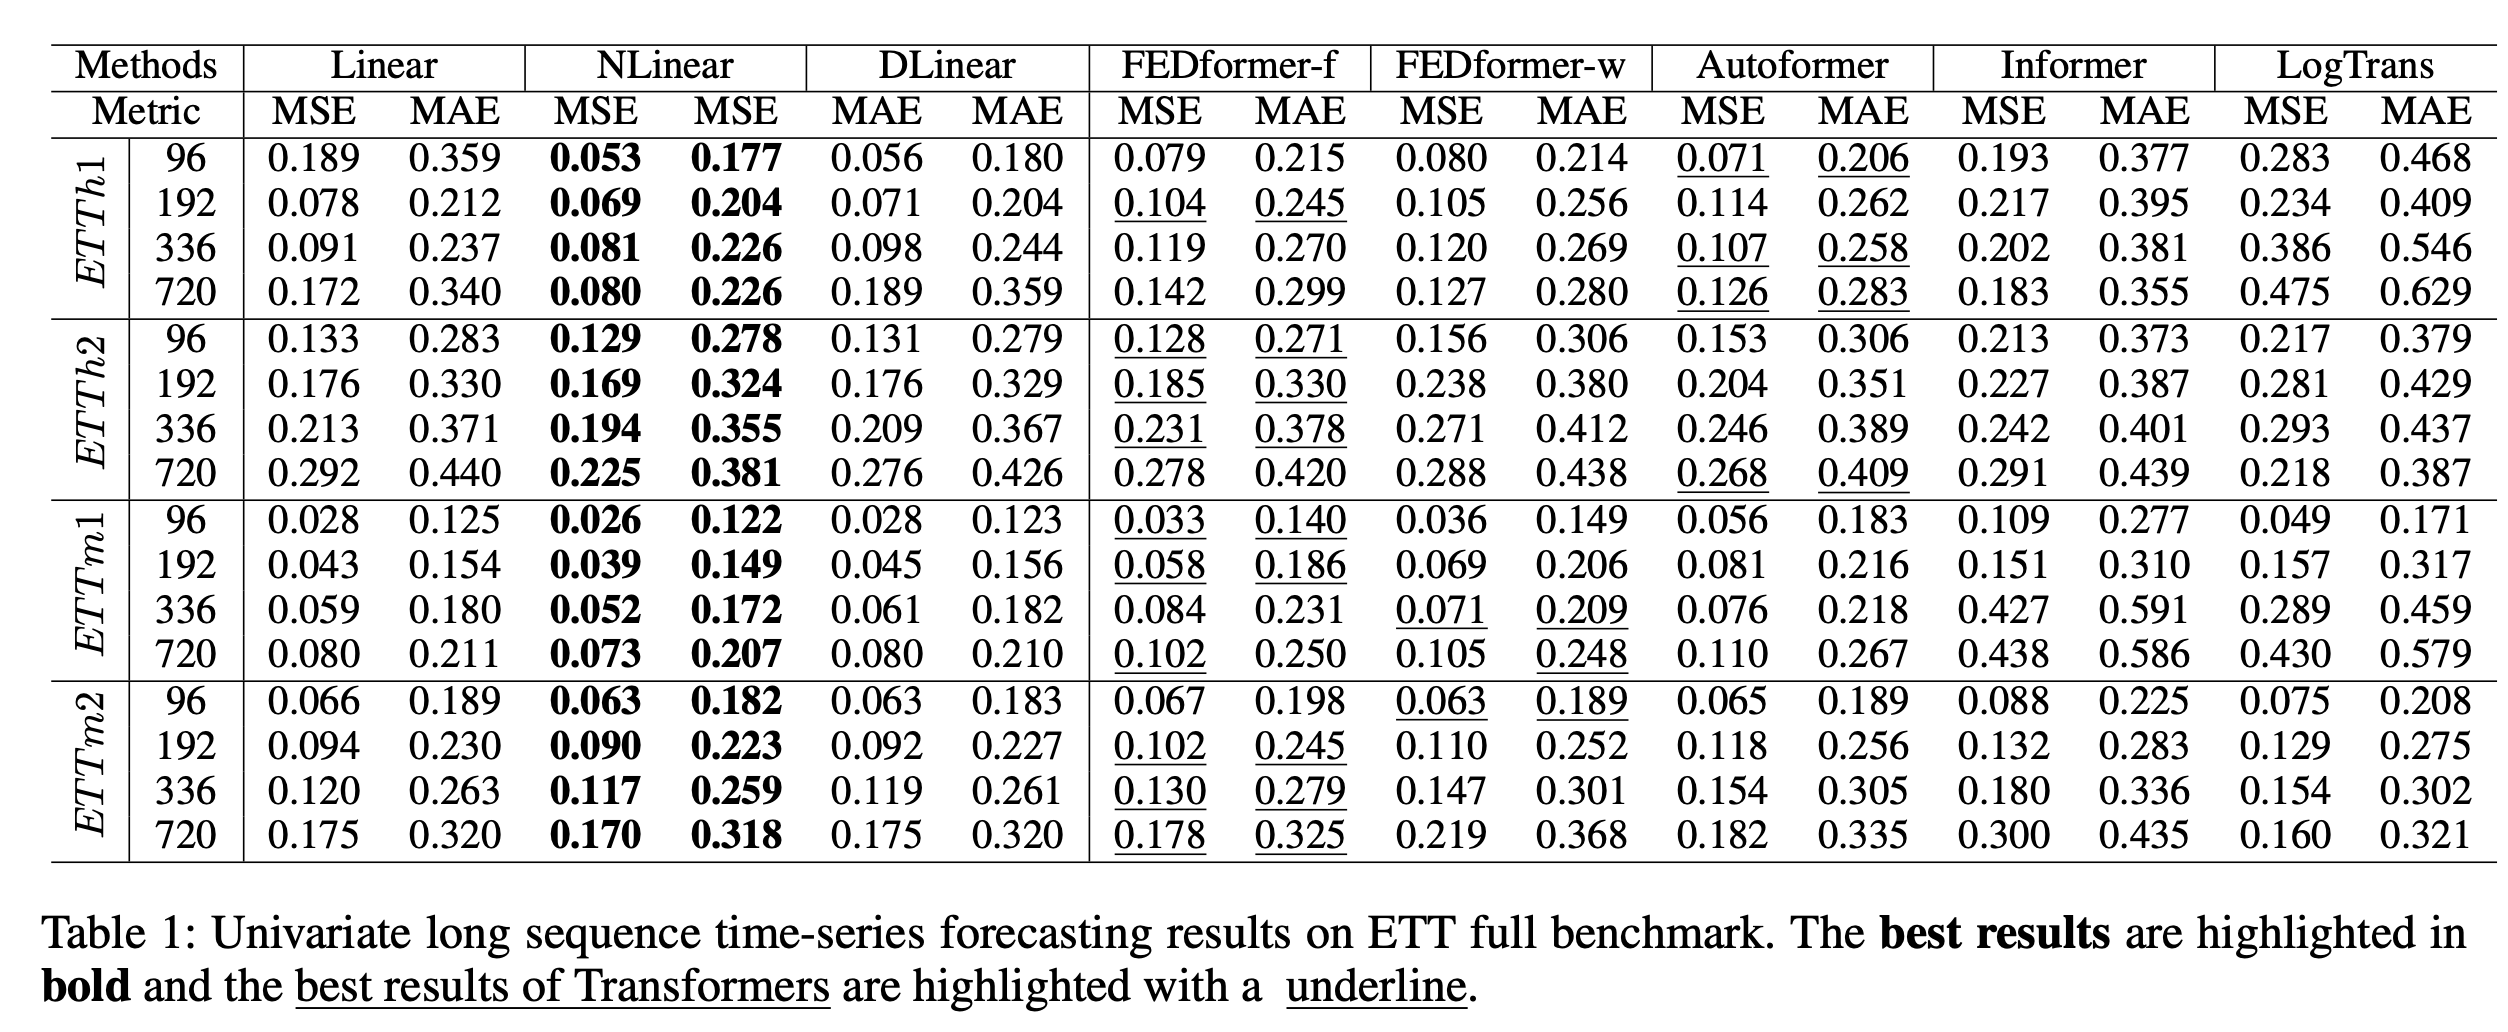 Methods Linear NLinear DLinear FEDformer-f FEDformer-w Autoformer Informer LogTrans
Metric MSE MAE MSE MSE MAE MAE MSE MAE MSE MAE MSE MAE MSE MAE MSE MAE
ETTh1
96 0.189 0.359 0.053 0.177 0.056 0.180 0.079 0.215 0.080 0.214 0.071 0.206 0.193 0.377 0.283 0.468
192 0.078 0.212 0.069 0.204 0.071 0.204 0.104 0.245 0.105 0.256 0.114 0.262 0.217 0.395 0.234 0.409
336 0.091 0.237 0.081 0.226 0.098 0.244 0.119 0.270 0.120 0.269 0.107 0.258 0.202 0.381 0.386 0.546
720 0.172 0.340 0.080 0.226 0.189 0.359 0.142 0.299 0.127 0.280 0.126 0.283 0.183 0.355 0.475 0.629
ETTh2
96 0.133 0.283 0.129 0.278 0.131 0.279 0.128 0.271 0.156 0.306 0.153 0.306 0.213 0.373 0.217 0.379
192 0.176 0.330 0.169 0.324 0.176 0.329 0.185 0.330 0.238 0.380 0.204 0.351 0.227 0.387 0.281 0.429
336 0.213 0.371 0.194 0.355 0.209 0.367 0.231 0.378 0.271 0.412 0.246 0.389 0.242 0.401 0.293 0.437
720 0.292 0.440 0.225 0.381 0.276 0.426 0.278 0.420 0.288 0.438 0.268 0.409 0.291 0.439 0.218 0.387
ETTm1
96 0.028 0.125 0.026 0.122 0.028 0.123 0.033 0.140 0.036 0.149 0.056 0.183 0.109 0.277 0.049 0.171
192 0.043 0.154 0.039 0.149 0.045 0.156 0.058 0.186 0.069 0.206 0.081 0.216 0.151 0.310 0.157 0.317
336 0.059 0.180 0.052 0.172 0.061 0.182 0.084 0.231 0.071 0.209 0.076 0.218 0.427 0.591 0.289 0.459
720 0.080 0.211 0.073 0.207 0.080 0.210 0.102 0.250 0.105 0.248 0.110 0.267 0.438 0.586 0.430 0.579
ETTm2
96 0.066 0.189 0.063 0.182 0.063 0.183 0.067 0.198 0.063 0.189 0.065 0.189 0.088 0.225 0.075 0.208
192 0.094 0.230 0.090 0.223 0.092 0.227 0.102 0.245 0.110 0.252 0.118 0.256 0.132 0.283 0.129 0.275
336 0.120 0.263 0.117 0.259 0.119 0.261 0.130 0.279 0.147 0.301 0.154 0.305 0.180 0.336 0.154 0.302
720 0.175 0.320 0.170 0.318 0.175 0.320 0.178 0.325 0.219 0.368 0.182 0.335 0.300 0.435 0.160 0.321
Table 1: Univariate long sequence time-series forecasting results on ETT full benchmark. The best results are highlighted in
bold and the best results of Transformers are highlighted with a underline.